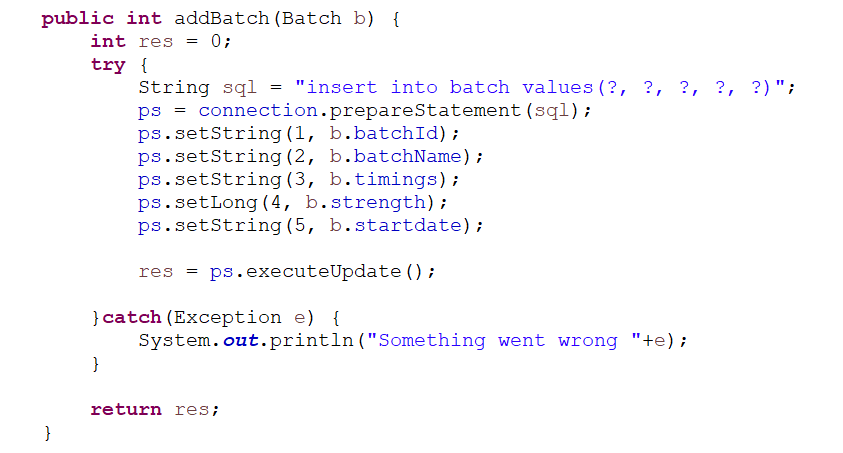 public int addBatch(Batch b) {
    int res = 0;
    try {
        String sql = "insert into batch values(?, ?, ?, ?, ?)";
        ps = connection.prepareStatement(sql);
        ps.setString(1, b.batchId);
        ps.setString(2, b.batchName);
        ps.setString(3, b.timings);
        ps.setLong(4, b.strength);
        ps.setString(5, b.startdate);

        res = ps.executeUpdate();

    }catch(Exception e) {
        System.out.println("Something went wrong "+e);
    }

    return res;
}